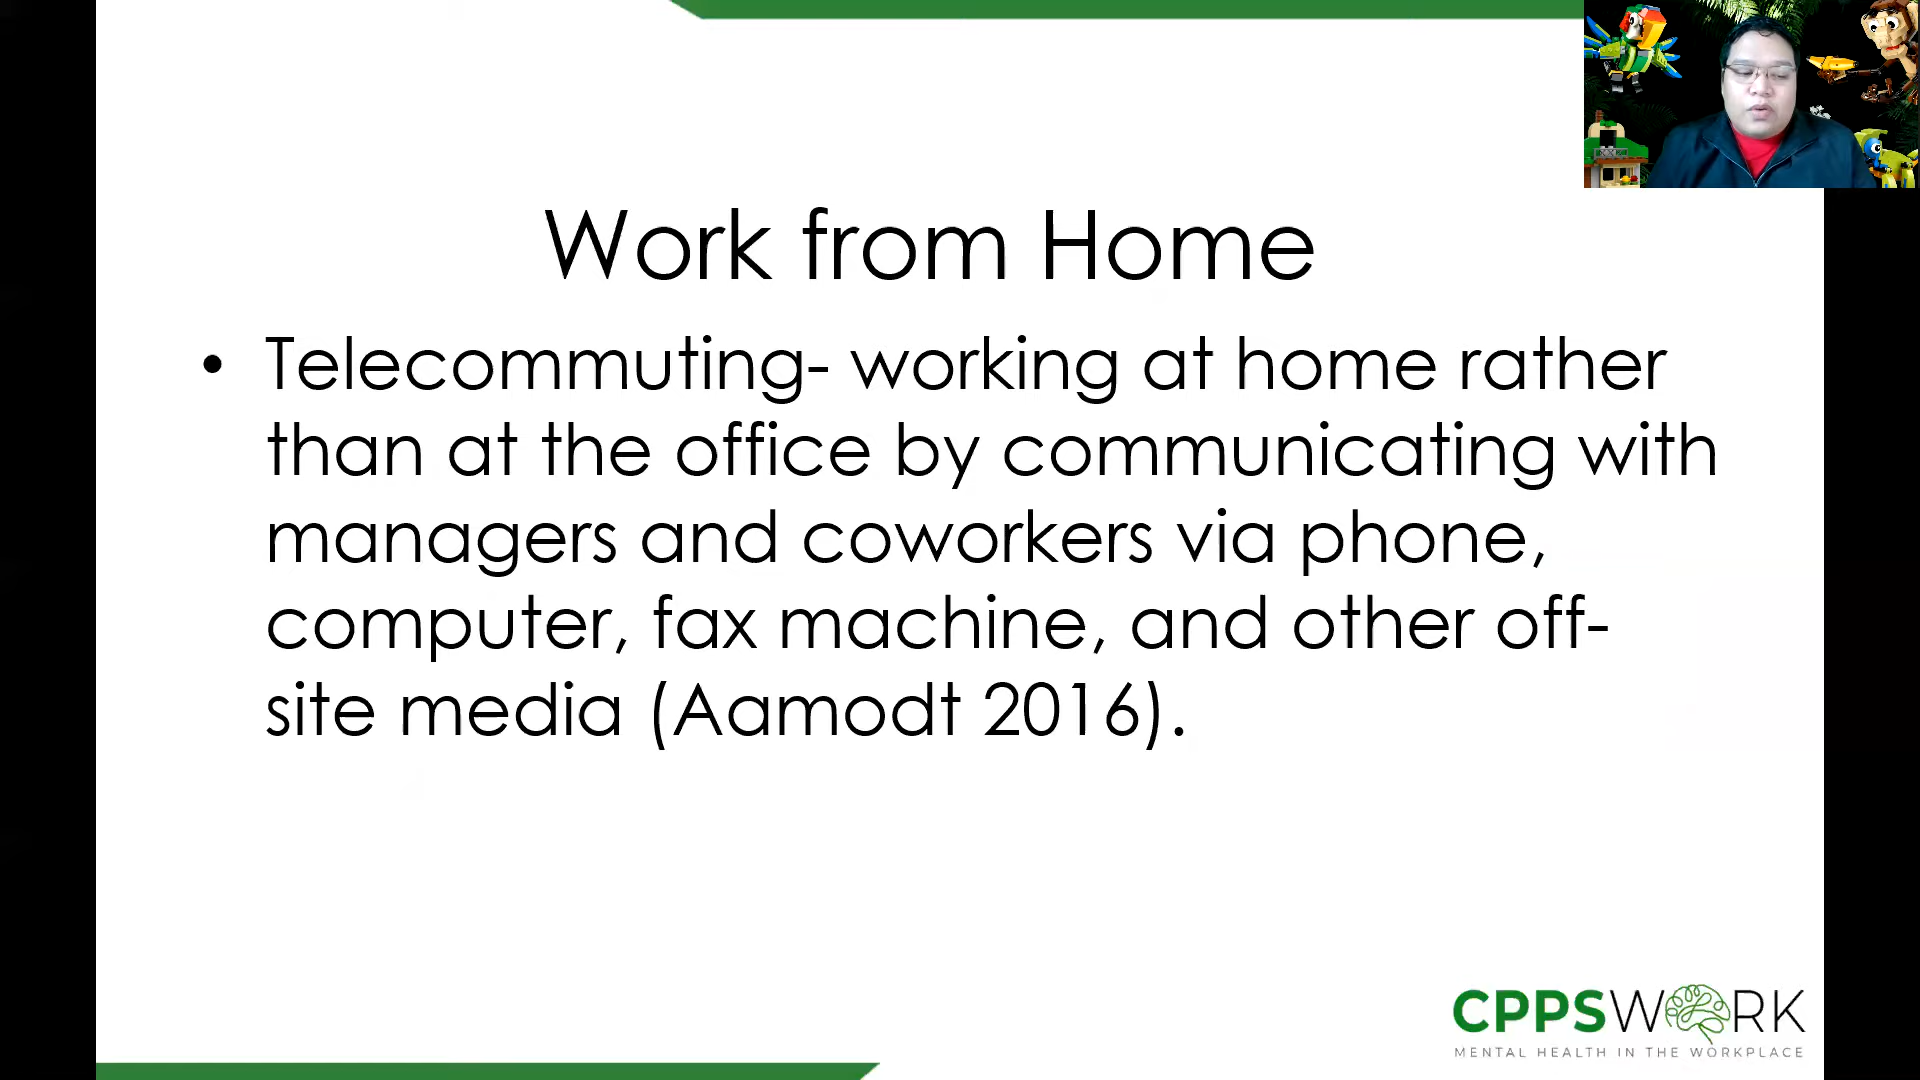 Work from Home
• Telecommuting- working at home rather
than at the office by communicating with
managers and coworkers via phone,
computer, fax machine, and other off-
site media (Aamodt 2016).
CPPSWORK
MENTAL HEALTH IN THE WORKPLACE